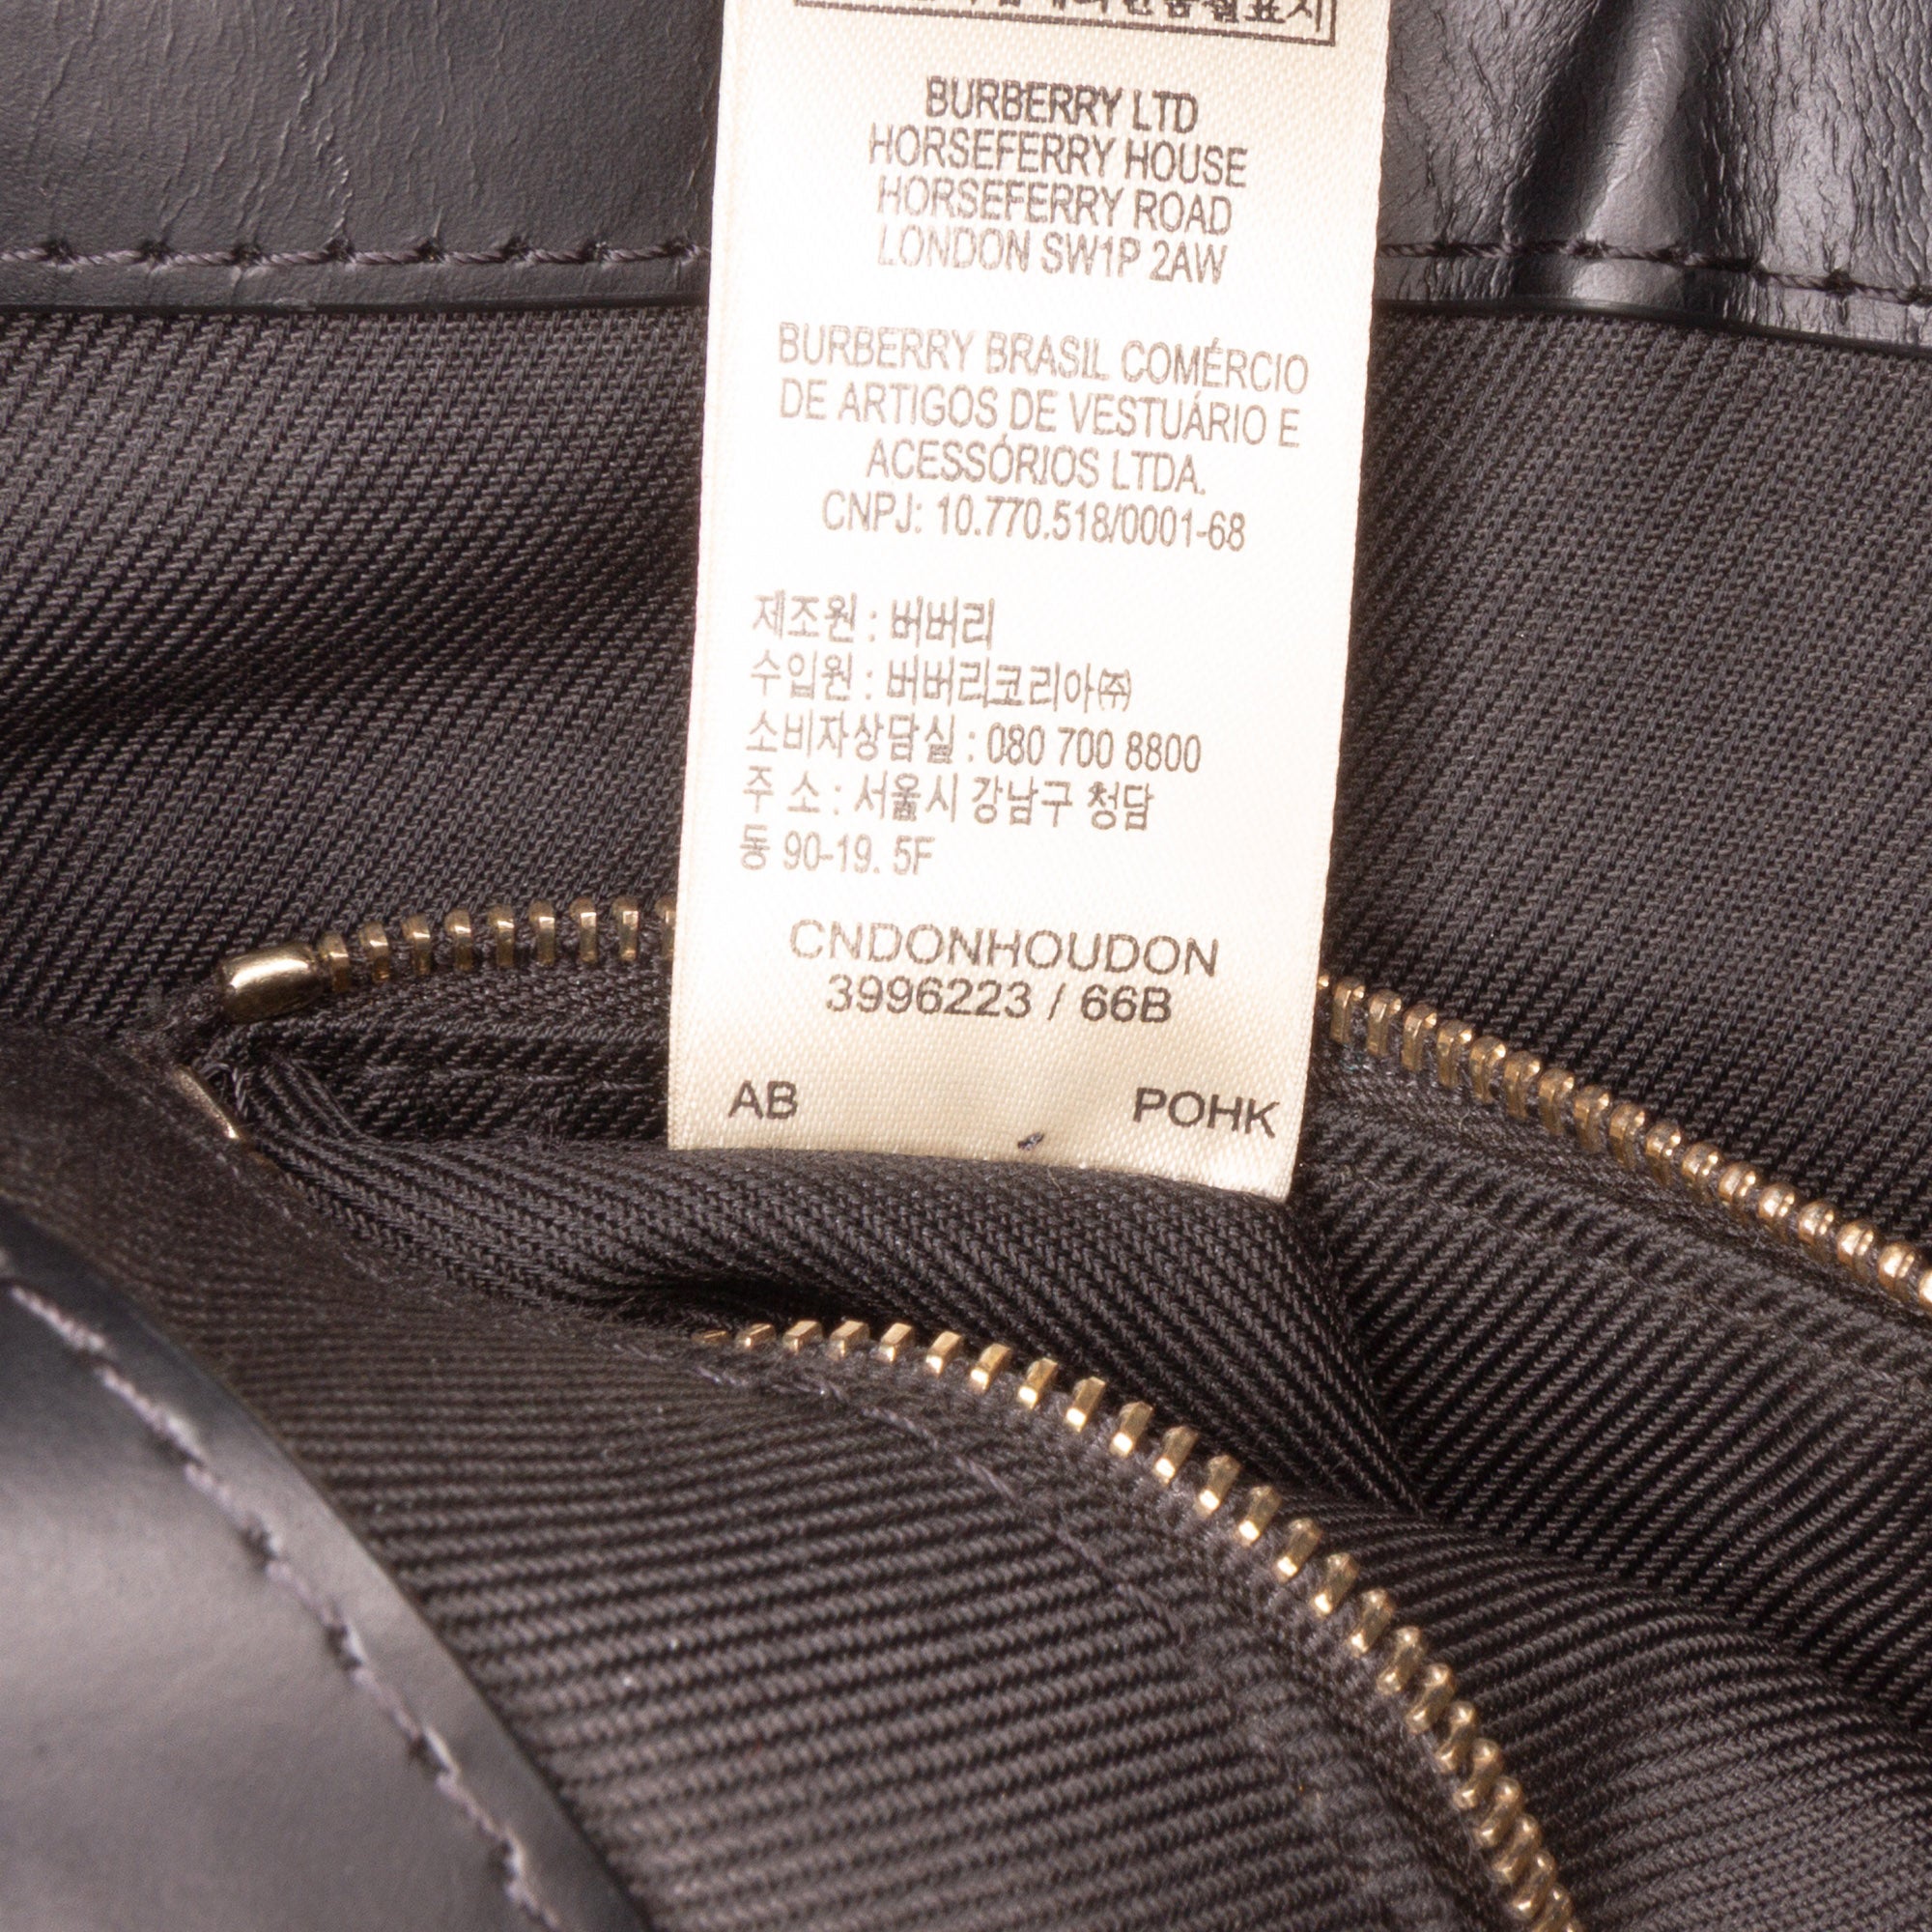 BURBERRY LTD
HORSEFERRY HOUSE
HORSEFERRY ROAD
LONDON SW1P 2AW
BURBERRY BRASIL COMÉRCIO
DE ARTIGOS DE VESTUÁRIO E
ACESSÓRIOS LTDA.
CNPJ: 10.770.518/0001-68
제조원 : 버버리
수입원 : 버버리코리아㈜
소비자상담실 : 080 700 8800
주 소 : 서울시 강남구 청담
동 90-19. 5F
CNDONHOUDON
3996223 / 66B
AB POHK